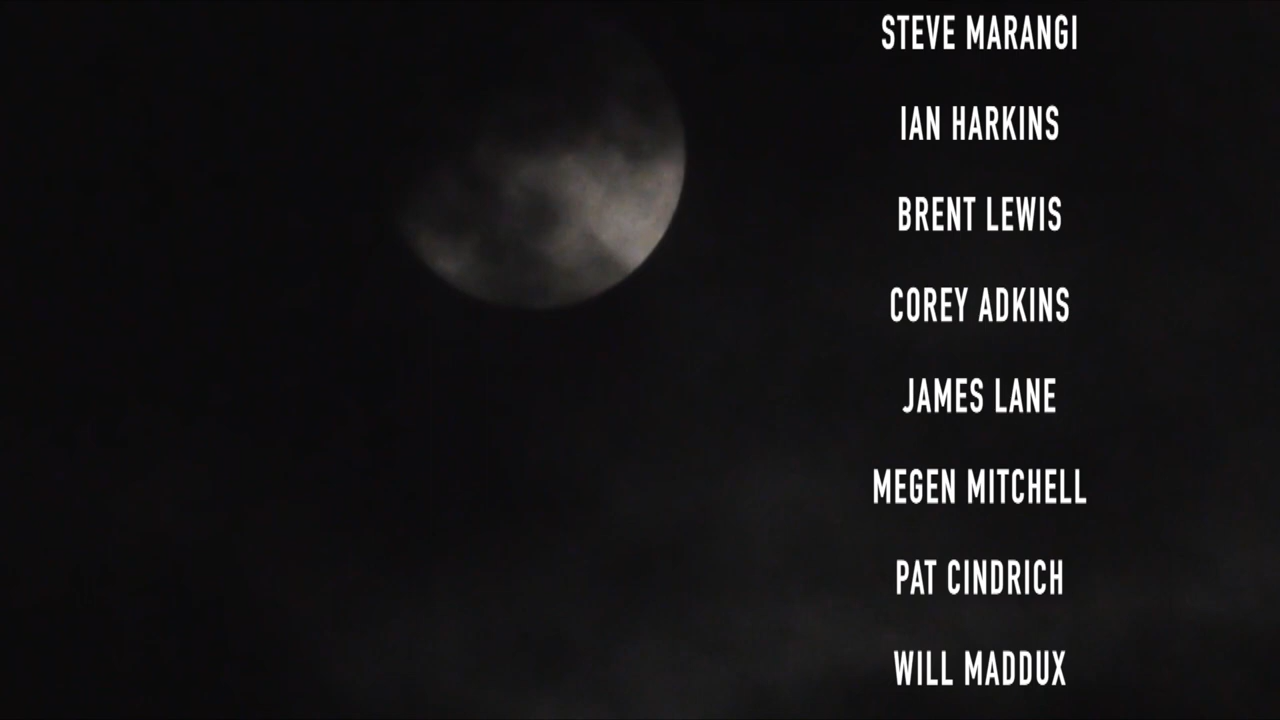 STEVE MARANGI
IAN HARKINS
BRENT LEWIS
COREY ADKINS
JAMES LANE
MEGEN MITCHELL
PAT CINDRICH
WILL MADDUX